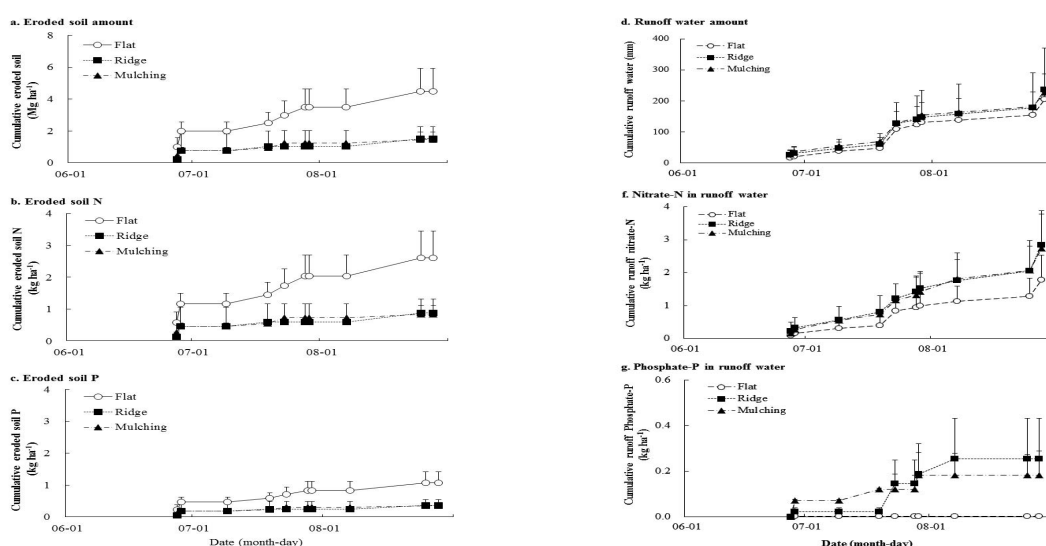 a. Eroded soil amount
Cumulative eroded soil
(Mg ha-1)
8
6
4
2
0
Flat
Ridge
Mulching
06-01
07-01
08-01
b. Eroded soil N
Cumulative eroded soil N
(kg ha-1)
4
3
2
1
0
Flat
Ridge
Mulching
06-01
07-01
08-01
c. Eroded soil P
Cumulative eroded soil P
(kg ha-1)
4
3
2
1
0
Flat
Ridge
Mulching
06-01
07-01
08-01
Date (month-day)
d. Runoff water amount
Cumulative runoff water (mm)
400
300
200
100
0
Flat
Ridge
Mulching
06-01
07-01
08-01
f. Nitrate-N in runoff water
Cumulative runoff nitrate-N
(kg ha-1)
4
3
2
1
0
Flat
Ridge
Mulching
06-01
07-01
08-01
g. Phosphate-P in runoff water
Cumulative runoff Phosphate-P
(kg ha-1)
0.6
0.4
0.2
0.0
Flat
Ridge
Mulching
06-01
07-01
08-01
Date (month-day)